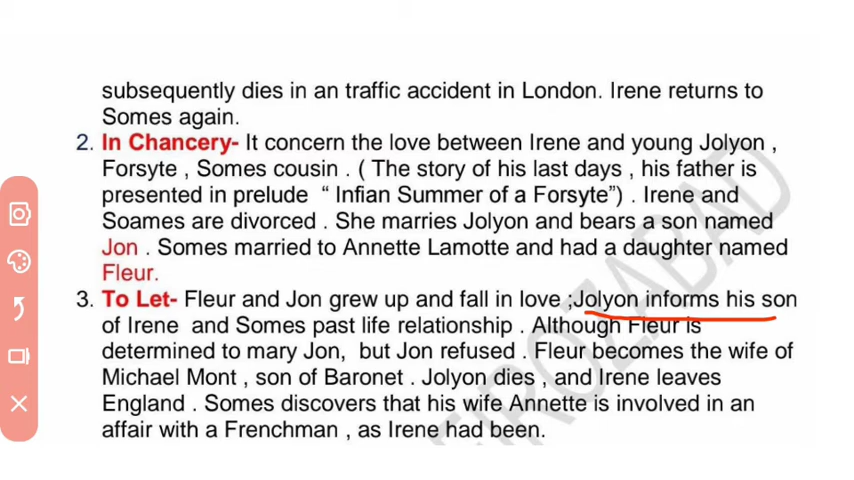 subsequently dies in an traffic accident in London. Irene returns to
Somes again.
2. In Chancery- It concern the love between Irene and young Jolyon ,
Forsyte , Somes cousin . ( The story of his last days , his father is
presented in prelude “ Infian Summer of a Forsyte”) . Irene and
Soames are divorced . She marries Jolyon and bears a son named
Jon . Somes married to Annette Lamotte and had a daughter named
Fleur.
3. To Let- Fleur and Jon grew up and fall in love ;Jolyon informs his son
of Irene and Somes past life relationship . Although Fleur is
determined to mary Jon, but Jon refused . Fleur becomes the wife of
Michael Mont , son of Baronet . Jolyon dies , and Irene leaves
England . Somes discovers that his wife Annette is involved in an
affair with a Frenchman , as Irene had been.
FIROZABAD